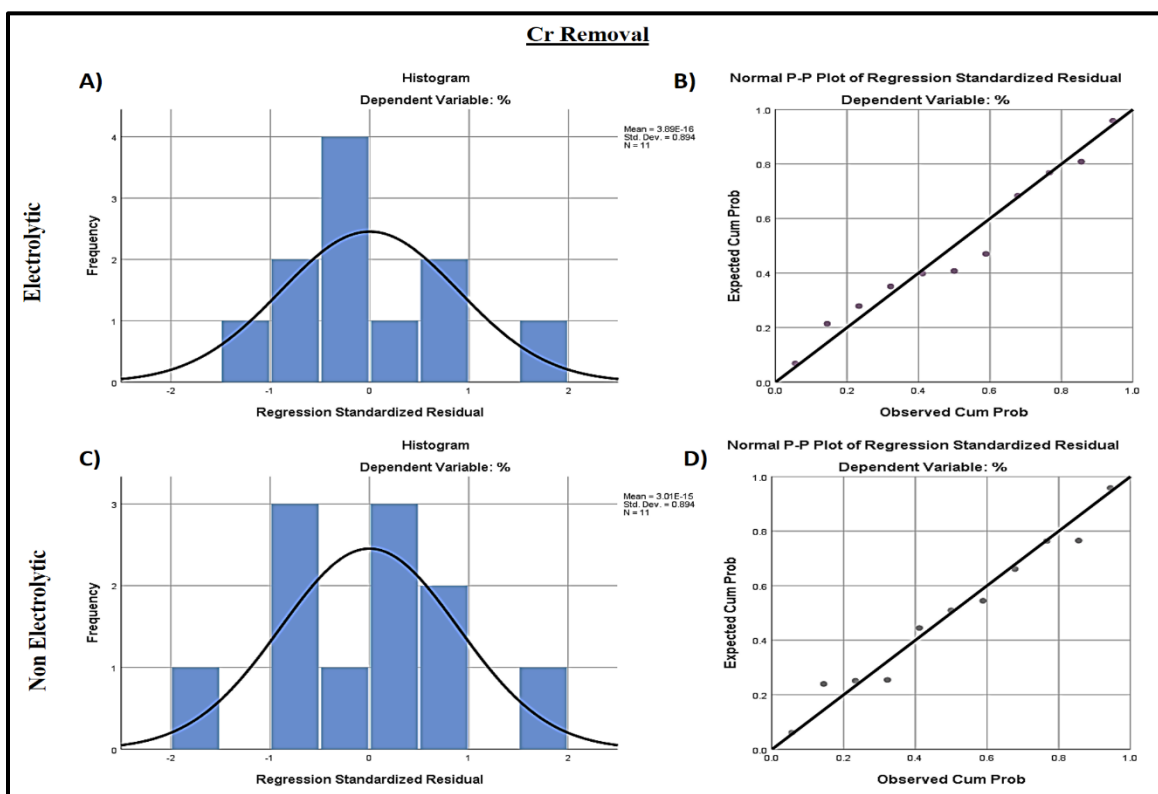 Cr Removal
Electrolytic
A)
Histogram
Dependent Variable: %
Mean = 3.89E-16
Std. Dev. = 0.894
N = 11
Frequency
4
3
2
1
0
-2
-1
0
1
2
Regression Standardized Residual
B)
Normal P-P Plot of Regression Standardized Residual
Dependent Variable: %
Expected Cum Prob
1.0
0.8
0.6
0.4
0.2
0.0
0.0
0.2
0.4
0.6
0.8
1.0
Observed Cum Prob
Non Electrolytic
C)
Histogram
Dependent Variable: %
Mean = 3.01E-15
Std. Dev. = 0.894
N = 11
Frequency
3
2
1
0
-2
-1
0
1
2
Regression Standardized Residual
D)
Normal P-P Plot of Regression Standardized Residual
Dependent Variable: %
Expected Cum Prob
1.0
0.8
0.6
0.4
0.2
0.0
0.0
0.2
0.4
0.6
0.8
1.0
Observed Cum Prob